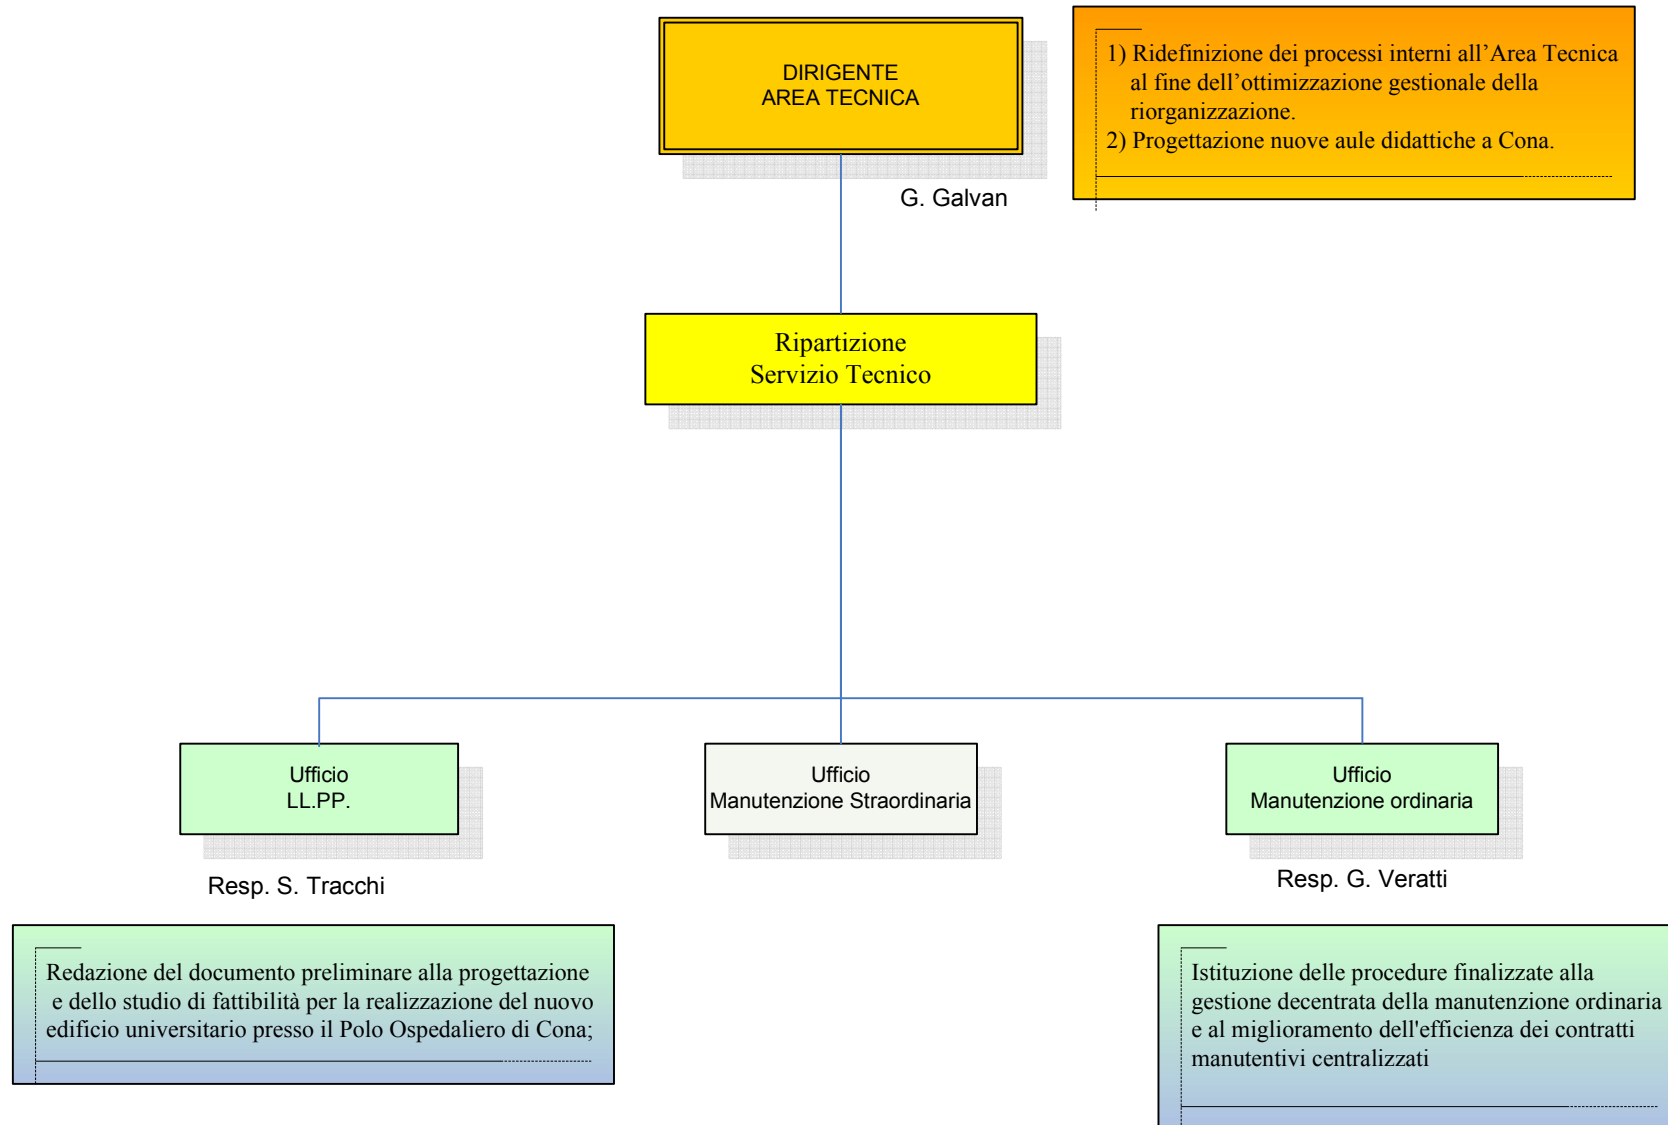 DIRIGENTE
AREA TECNICA
G. Galvan
1) Ridefinizione dei processi interni all’Area Tecnica
al fine dell’ottimizzazione gestionale della
riorganizzazione.
2) Progettazione nuove aule didattiche a Cona.
Ripartizione
Servizio Tecnico
Ufficio
LL.PP.
Resp. S. Tracchi
Ufficio
Manutenzione Straordinaria
Ufficio
Manutenzione ordinaria
Resp. G. Veratti
Redazione del documento preliminare alla progettazione
e dello studio di fattibilità per la realizzazione del nuovo
edificio universitario presso il Polo Ospedaliero di Cona;
Istituzione delle procedure finalizzate alla
gestione decentrata della manutenzione ordinaria
e al miglioramento dell'efficienza dei contratti
manutentivi centralizzati